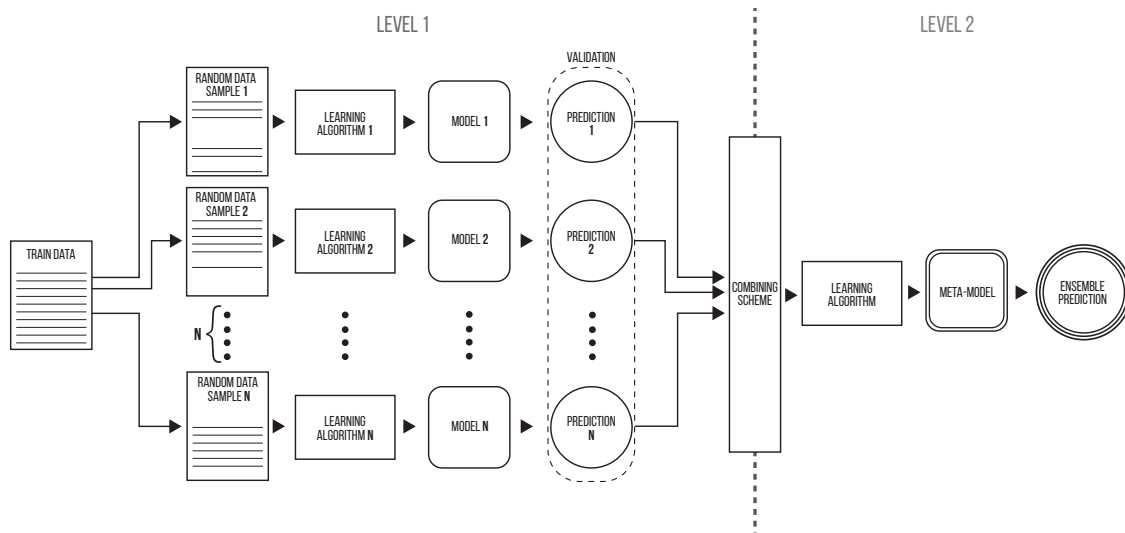 LEVEL 1
LEVEL 2
VALIDATION
RANDOM DATA
SAMPLE 1
LEARNING
ALGORITHM 1
MODEL 1
PREDICTION
1
RANDOM DATA
SAMPLE 2
LEARNING
ALGORITHM 2
MODEL 2
PREDICTION
2
TRAIN DATA
N
COMBINING
SCHEME
LEARNING
ALGORITHM
META-MODEL
ENSEMBLE
PREDICTION
RANDOM DATA
SAMPLE N
LEARNING
ALGORITHM N
MODEL N
PREDICTION
N